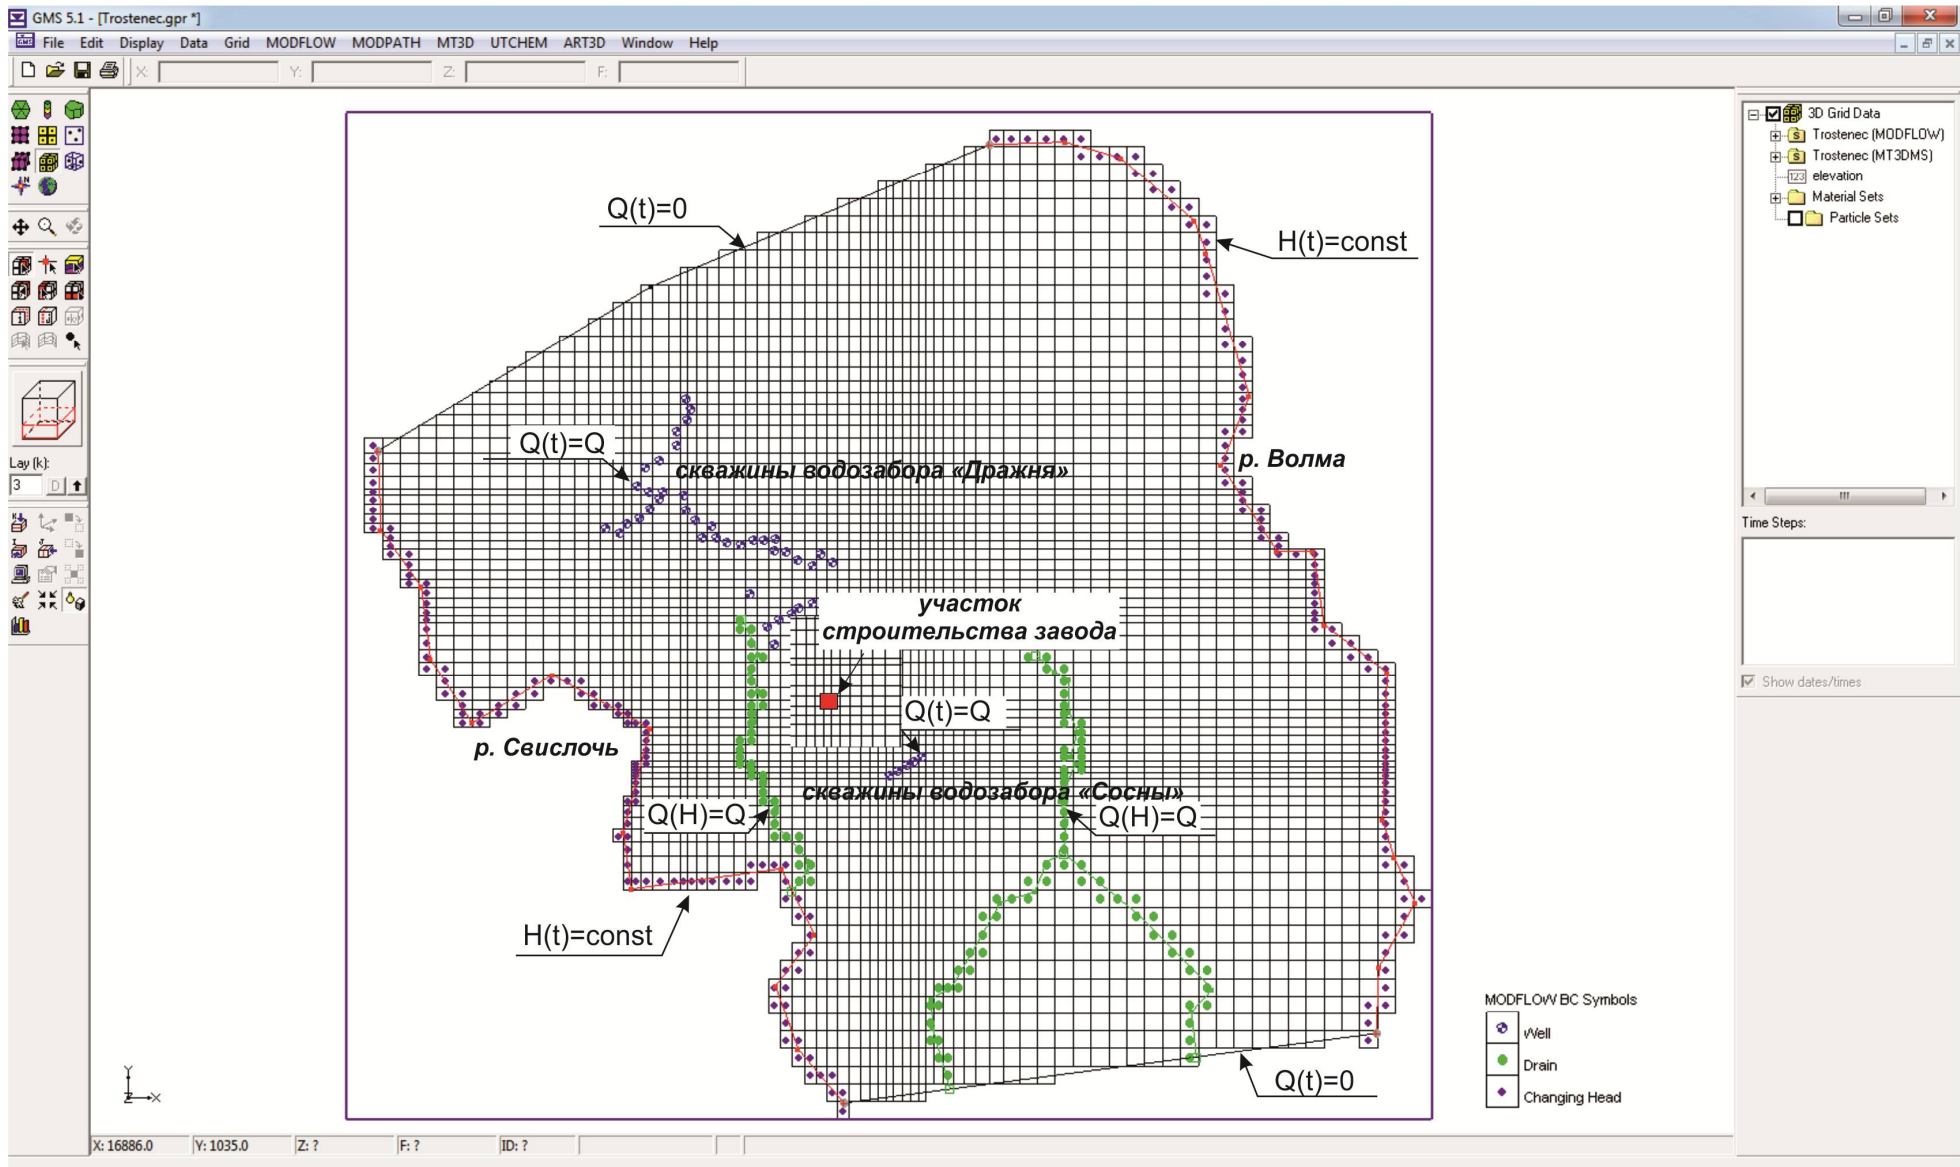 GMS 5.1 - [Trostenec.gpr *]
File Edit Display Data Grid MODFLOW MODPATH MT3D UTCHEM ART3D Window Help
X: Y: Z: F:
3D Grid Data
Trostenec (MODFLOW)
Trostenec (MT3DMS)
123 elevation
Material Sets
Particle Sets
Q(t)=0
H(t)=const
Q(t)=Q
скважины водозабора «Дражня»
р. Волма
Lay (k):
3 D
Time Steps:
участок
строительства завода
Show dates/times
Q(t)=Q
р. Свислочь
скважины водозабора «Сосны»
Q(H)=Q
Q(H)=Q
H(t)=const
MODFLOW BC Symbols
Well
Drain
Changing Head
Q(t)=0
Y
Z X
X: 16886.0 Y: 1035.0 Z: ? F: ? ID: ?